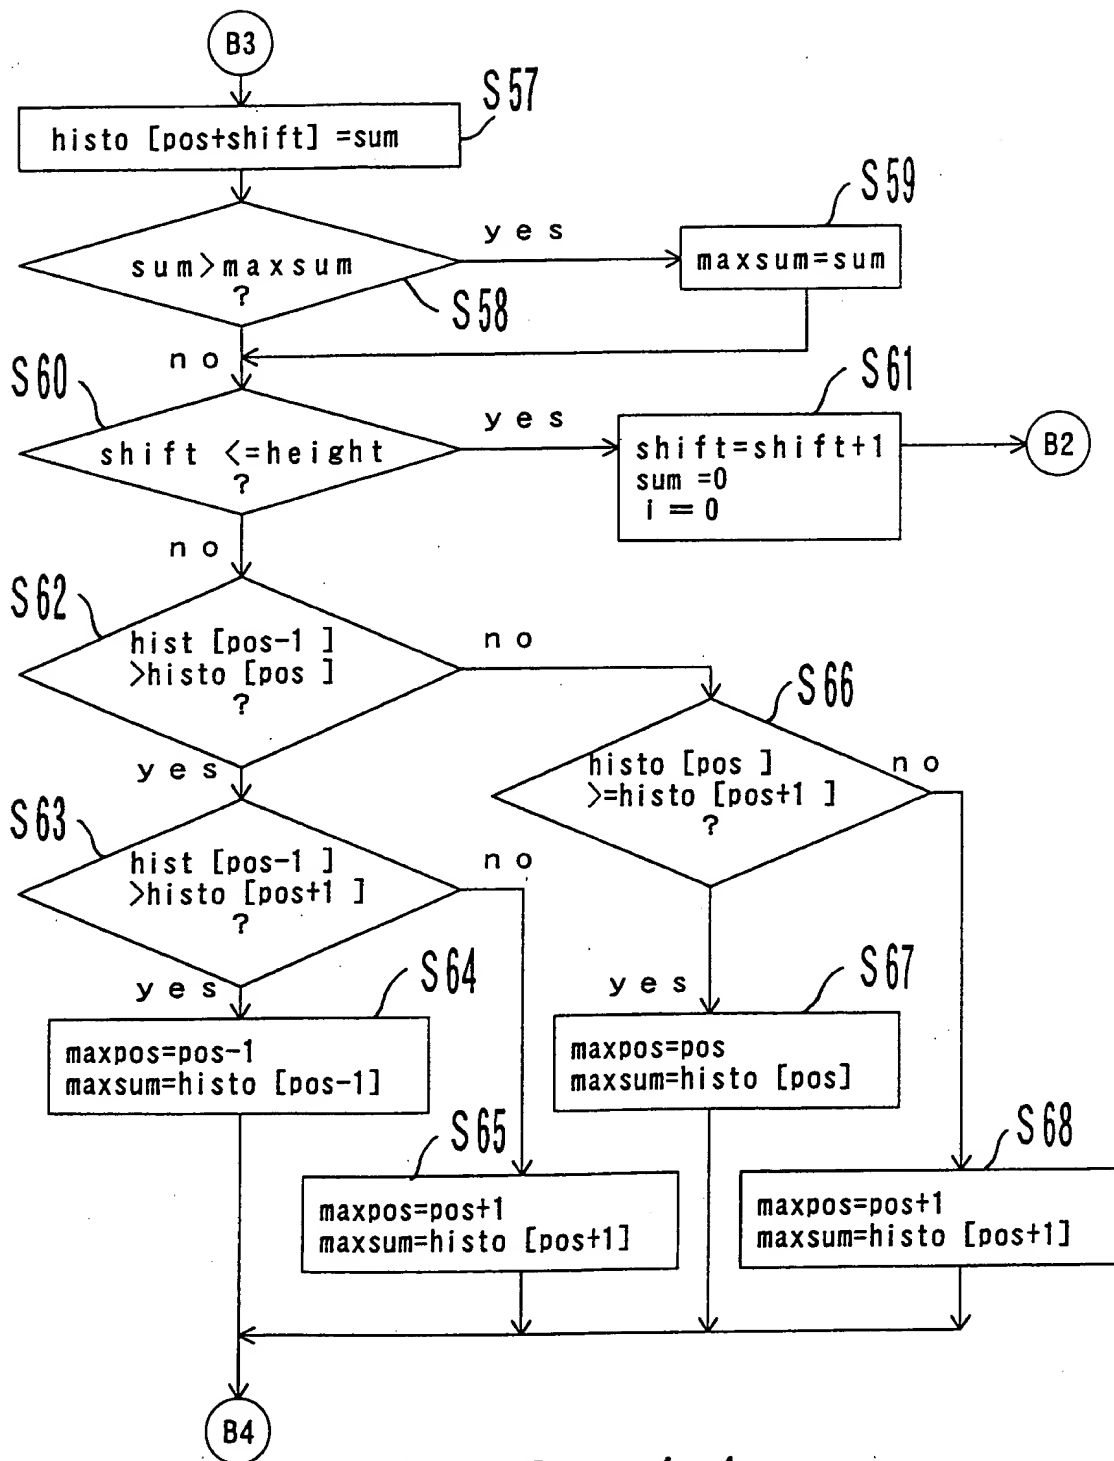 B3
S57
histo [pos+shift] =sum
S59
yes
maxsum=sum
sum>maxsum
?
S58
no
S60
S61
yes
shift <=height
?
shift=shift+1
sum =0
i = 0
B2
no
S62
hist [pos-1 ]
>histo [pos ]
?
no
S66
yes
histo [pos ]
>=histo [pos+1 ]
?
no
S63
hist [pos-1 ]
>histo [pos+1 ]
?
no
yes
S64
yes
S67
maxpos=pos-1
maxsum=histo [pos-1]
maxpos=pos
maxsum=histo [pos]
S65
S68
maxpos=pos+1
maxsum=histo [pos+1]
maxpos=pos+1
maxsum=histo [pos+1]
B4